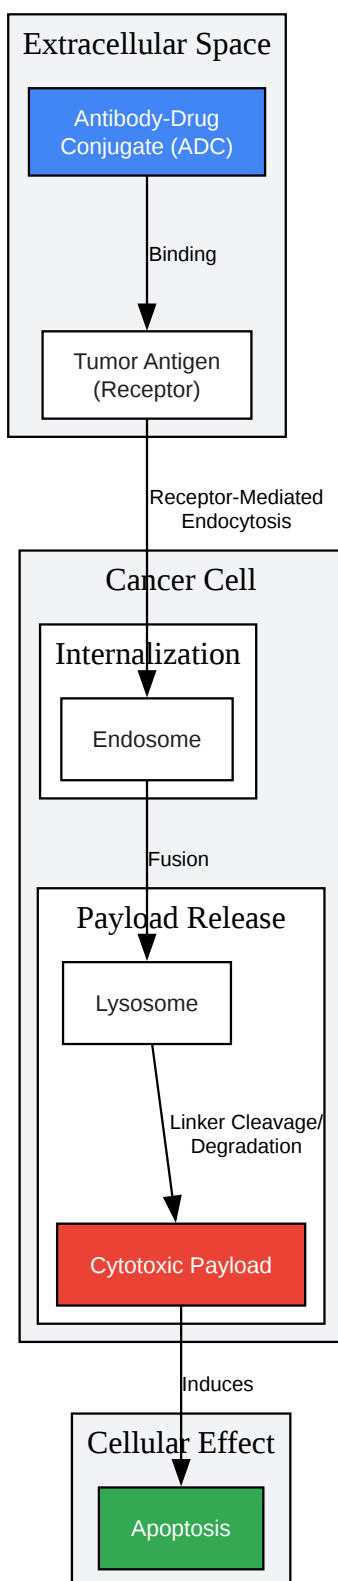 Extracellular Space
Antibody-Drug
Conjugate (ADC)
Binding
Tumor Antigen
(Receptor)
Receptor-Mediated
Endocytosis
Cancer Cell
Internalization
Endosome
Fusion
Payload Release
Lysosome
Linker Cleavage/
Degradation
Cytotoxic Payload
Induces
Cellular Effect
Apoptosis